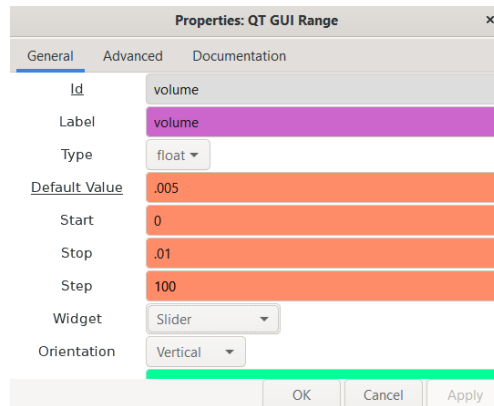 Properties: QT GUI Range ×
General Advanced Documentation
Id volume
Label volume
Type float
Default Value .005
Start 0
Stop .01
Step 100
Widget Slider
Orientation Vertical
OK Cancel Apply